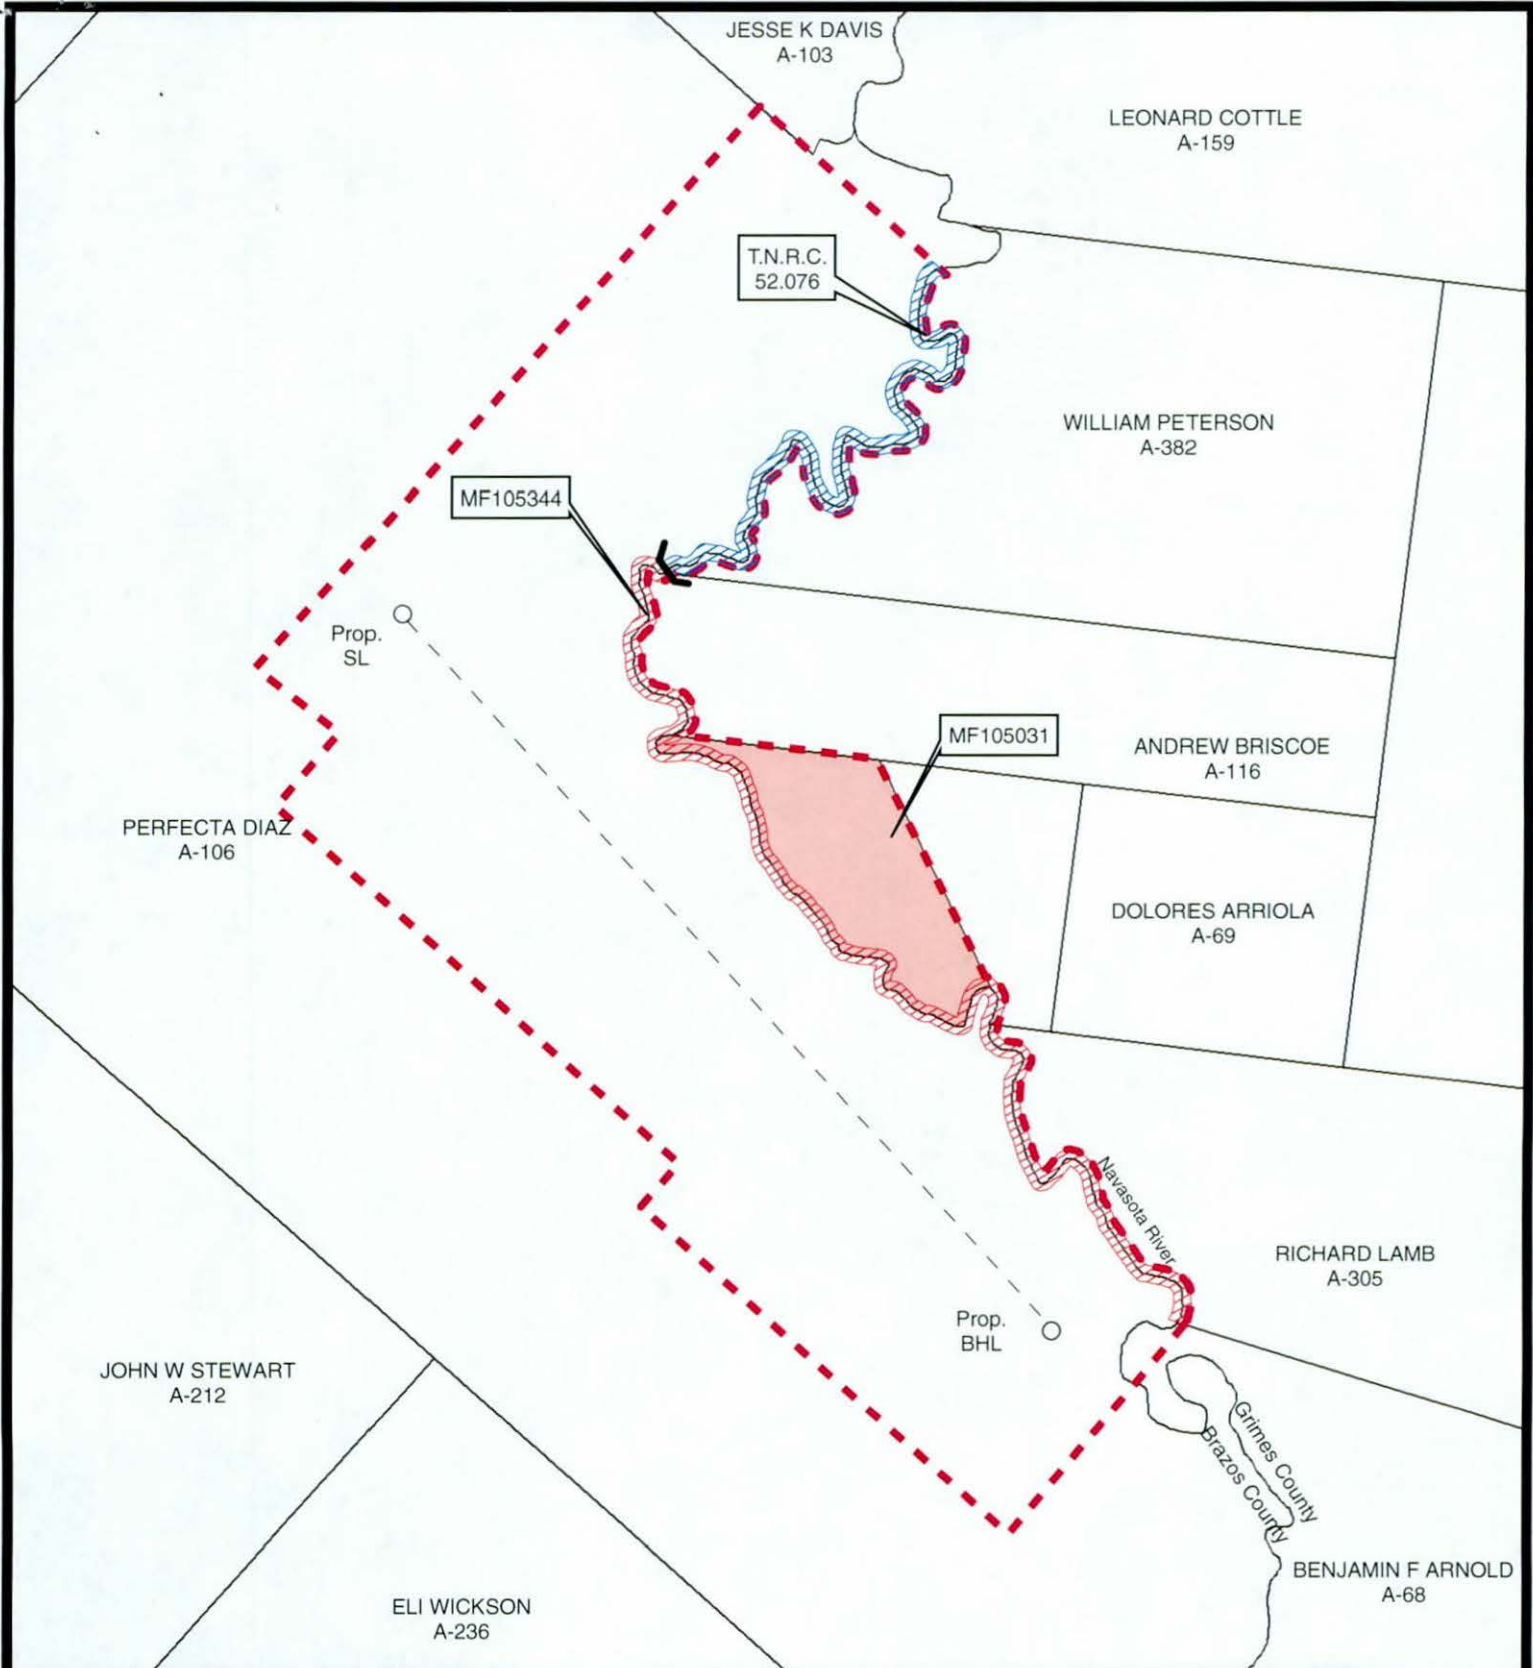 JESSE K DAVIS
A-103
LEONARD COTTLE
A-159
T.N.R.C.
52.076
WILLIAM PETERSON
A-382
MF105344
Prop.
SL
MF105031
ANDREW BRISCOE
A-116
PERFECTA DIAZ
A-106
DOLORES ARRIOLA
A-69
Navasota River
RICHARD LAMB
A-305
Prop.
BHL
JOHN W STEWART
A-212
Grimes County
Brazos County
BENJAMIN F ARNOLD
A-68
ELI WICKSON
A-236